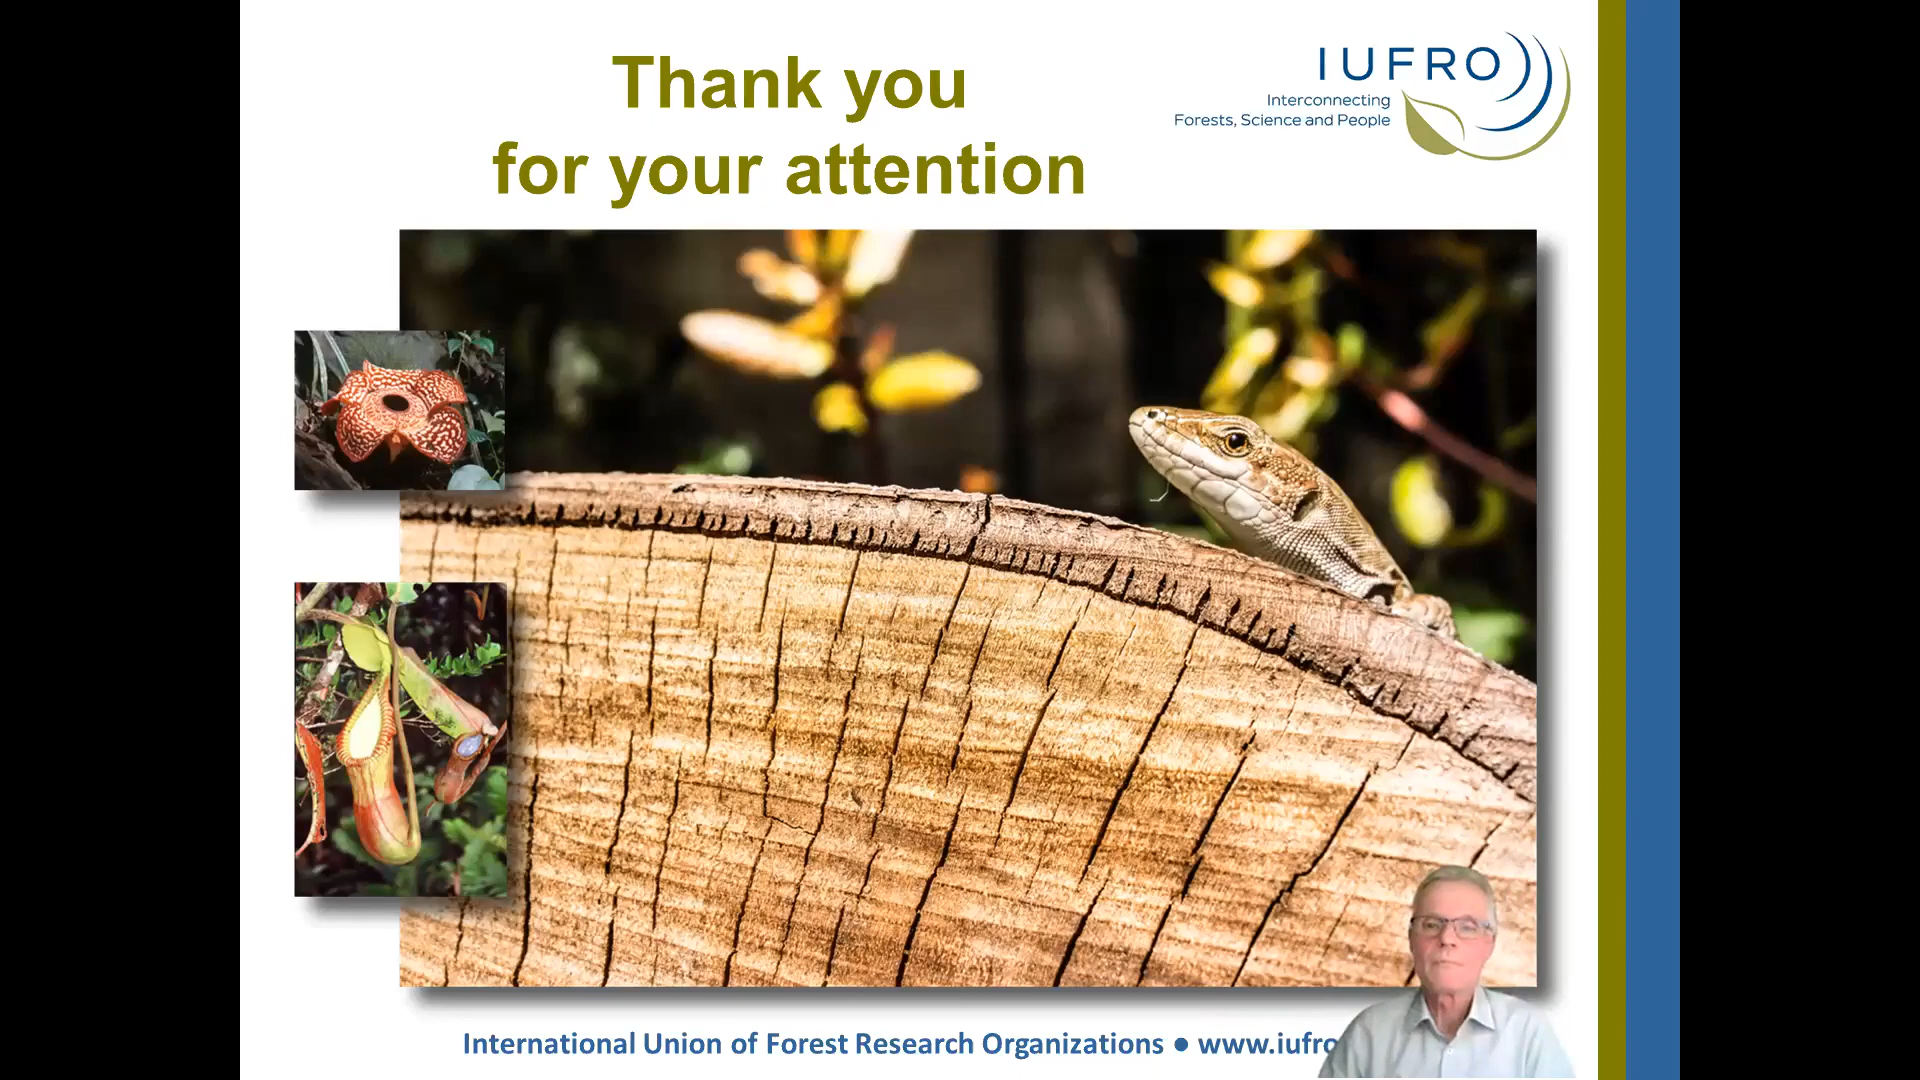 Thank you
for your attention
IUFRO
Interconnecting
Forests, Science and People
International Union of Forest Research Organizations ● www.iufro